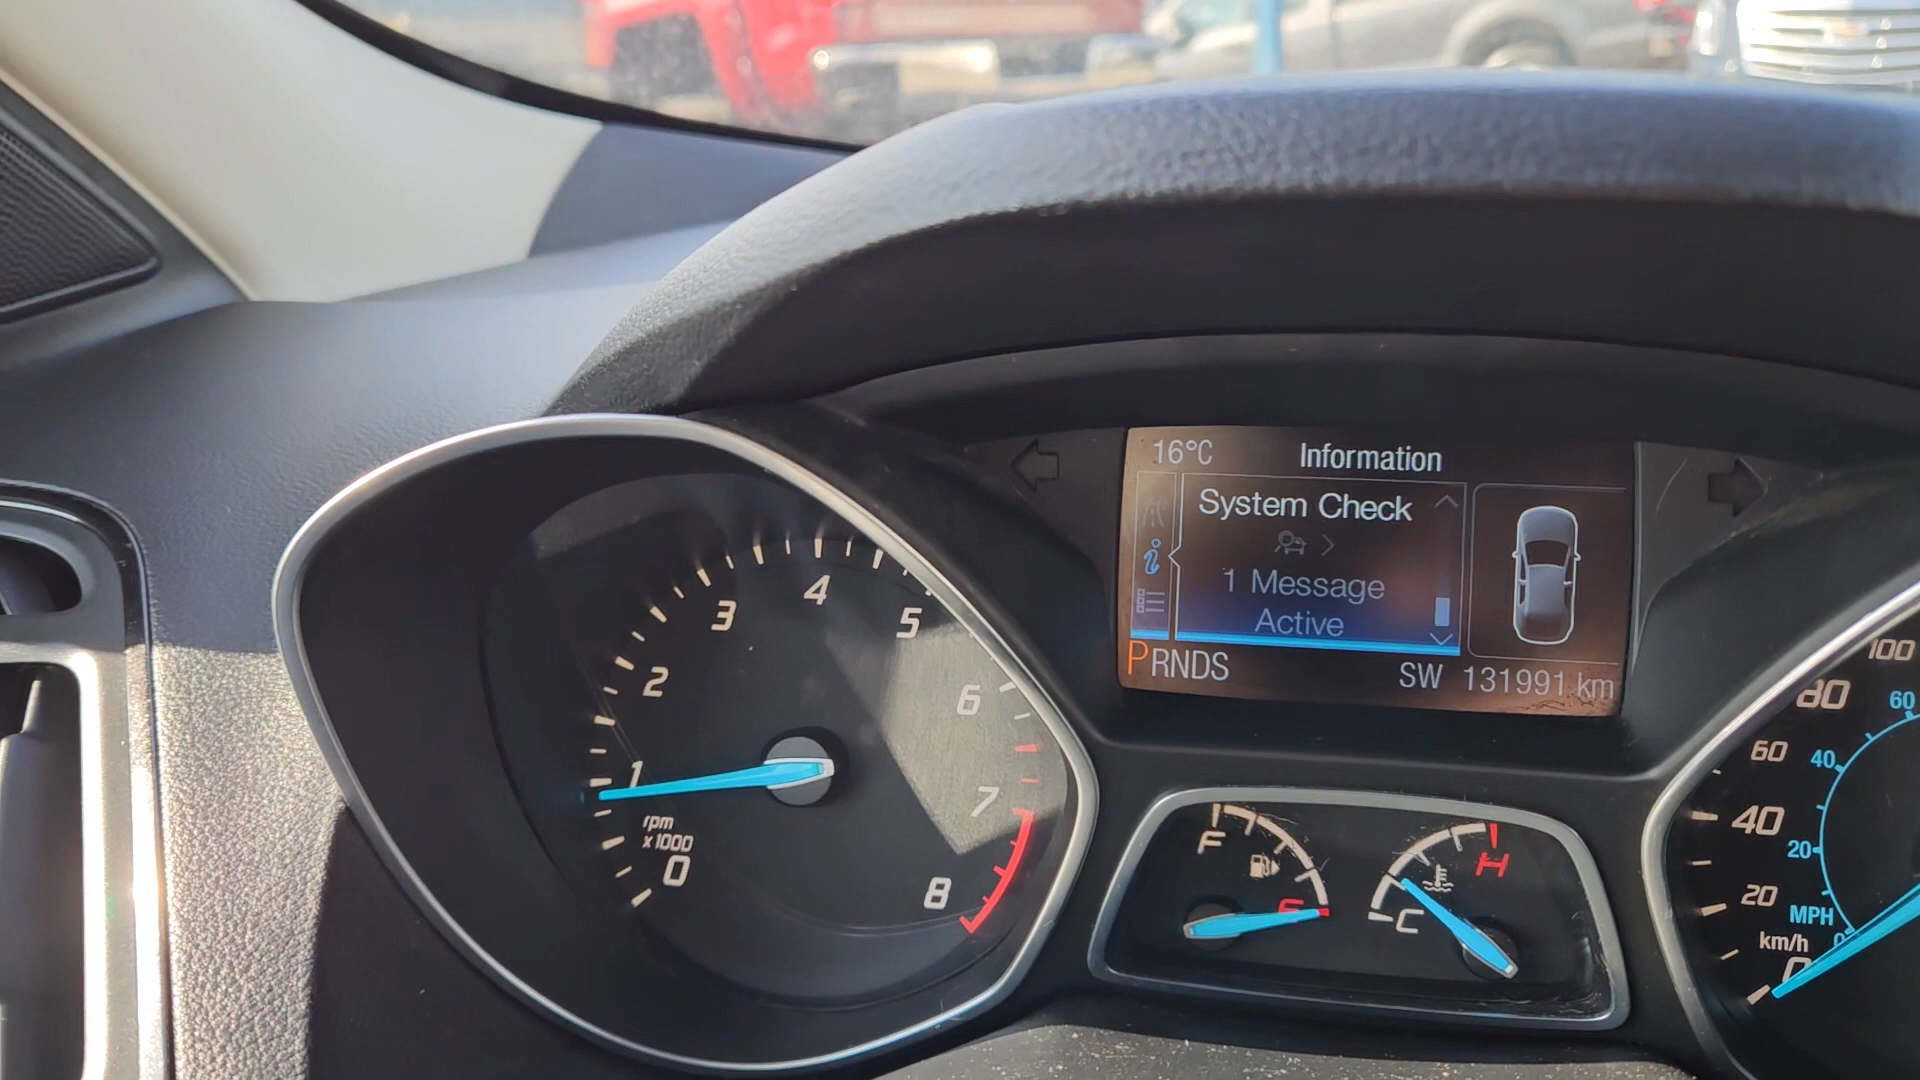 16°C Information
System Check
1 Message
Active
PRNDS SW 131991 km
0
1
2
3
4
5
6
7
8
rpm
x1000
F
E
H
C
100
80 60
60 40
40 20
20
MPH
km/h 0
0